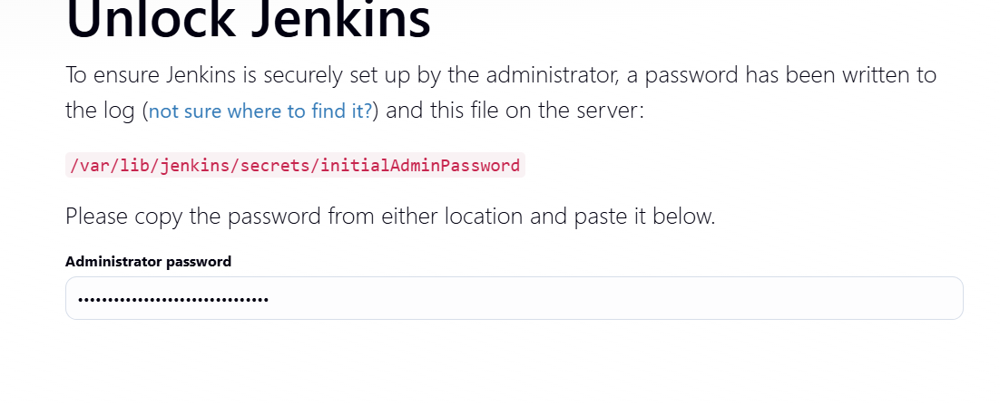 Unlock Jenkins
To ensure Jenkins is securely set up by the administrator, a password has been written to
the log (not sure where to find it?) and this file on the server:
/var/lib/jenkins/secrets/initialAdminPassword
Please copy the password from either location and paste it below.
Administrator password
••••••••••••••••••••••••••••••••